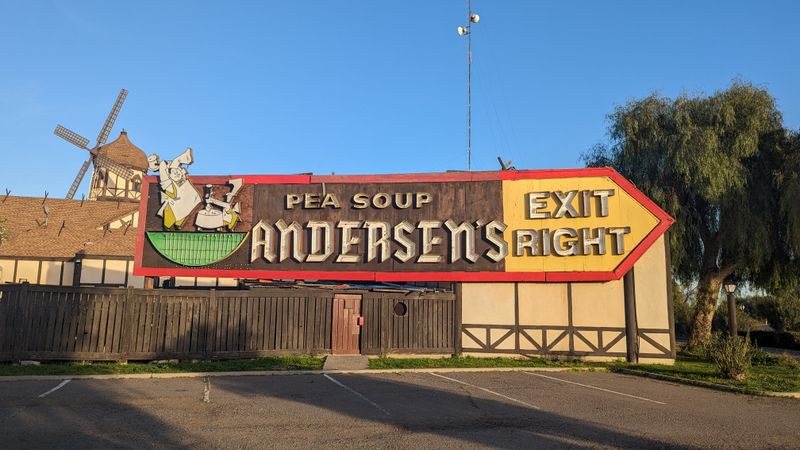 PEA SOUP
ANDERSEN'S
EXIT
RIGHT